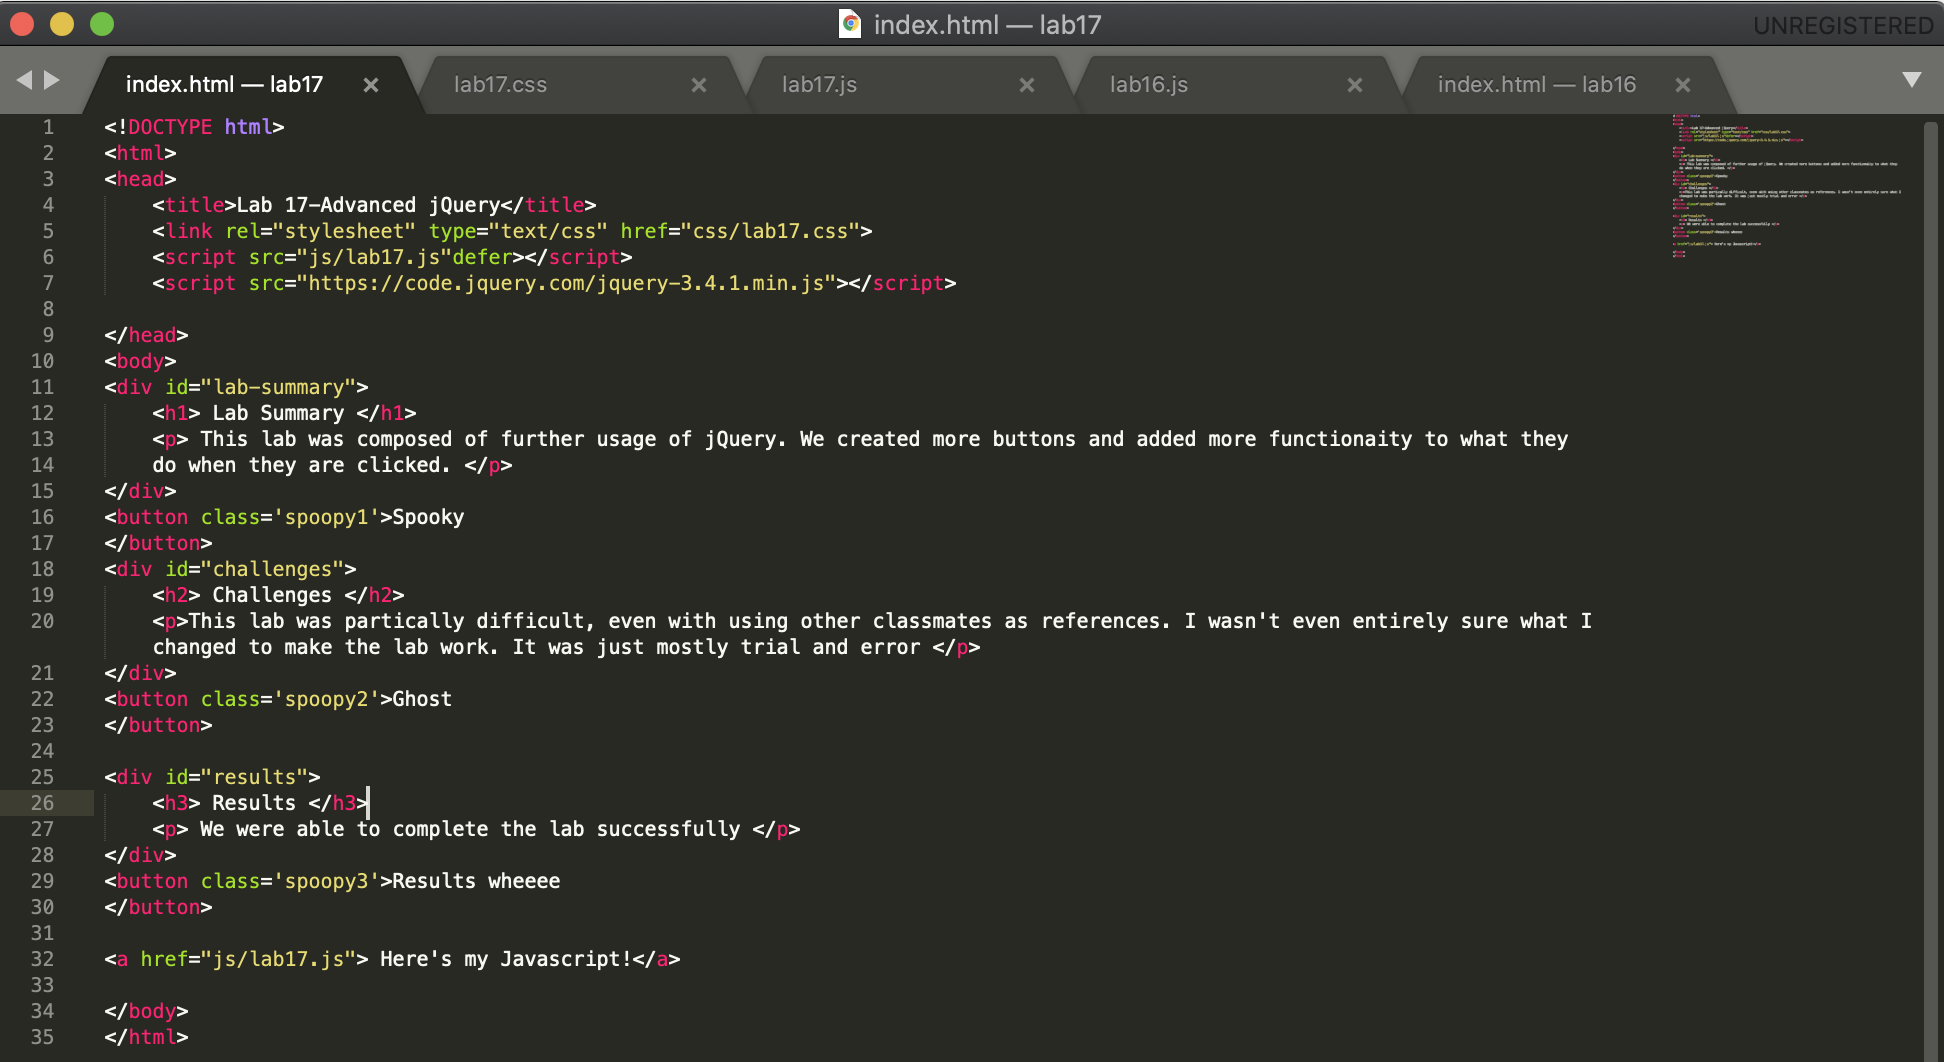 index.html — lab17
UNREGISTERED
index.html — lab17
lab17.css
lab17.js
lab16.js
index.html — lab16
1 <!DOCTYPE html>
2 <html>
3 <head>
4     <title>Lab 17-Advanced jQuery</title>
5     <link rel="stylesheet" type="text/css" href="css/lab17.css">
6     <script src="js/lab17.js"defer></script>
7     <script src="https://code.jquery.com/jquery-3.4.1.min.js"></script>
8
9 </head>
10 <body>
11 <div id="lab-summary">
12     <h1> Lab Summary </h1>
13     <p> This lab was composed of further usage of jQuery. We created more buttons and added more functionaity to what they
14     do when they are clicked. </p>
15 </div>
16 <button class='spoopy1'>Spooky
17 </button>
18 <div id="challenges">
19     <h2> Challenges </h2>
20     <p>This lab was partically difficult, even with using other classmates as references. I wasn't even entirely sure what I
    changed to make the lab work. It was just mostly trial and error </p>
21 </div>
22 <button class='spoopy2'>Ghost
23 </button>
24
25 <div id="results">
26     <h3> Results </h3>
27     <p> We were able to complete the lab successfully </p>
28 </div>
29 <button class='spoopy3'>Results wheeee
30 </button>
31
32 <a href="js/lab17.js"> Here's my Javascript!</a>
33
34 </body>
35 </html>